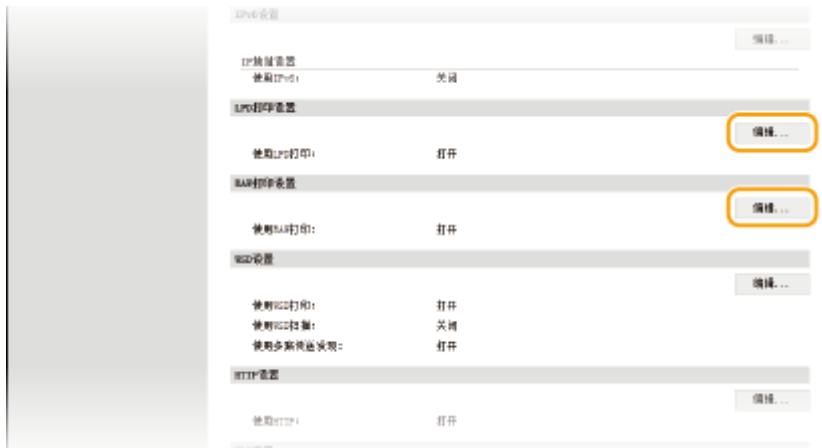 IPv6设置
编辑...
IP地址设置
使用IPv6: 关闭
LPD打印设置
编辑...
使用LPD打印: 打开
RAW打印设置
编辑...
使用RAW打印: 打开
WSD设置
编辑...
使用WSD打印: 打开
使用WSD扫描: 关闭
使用多点传送发现: 打开
HTTP设置
编辑...
使用HTTP: 打开